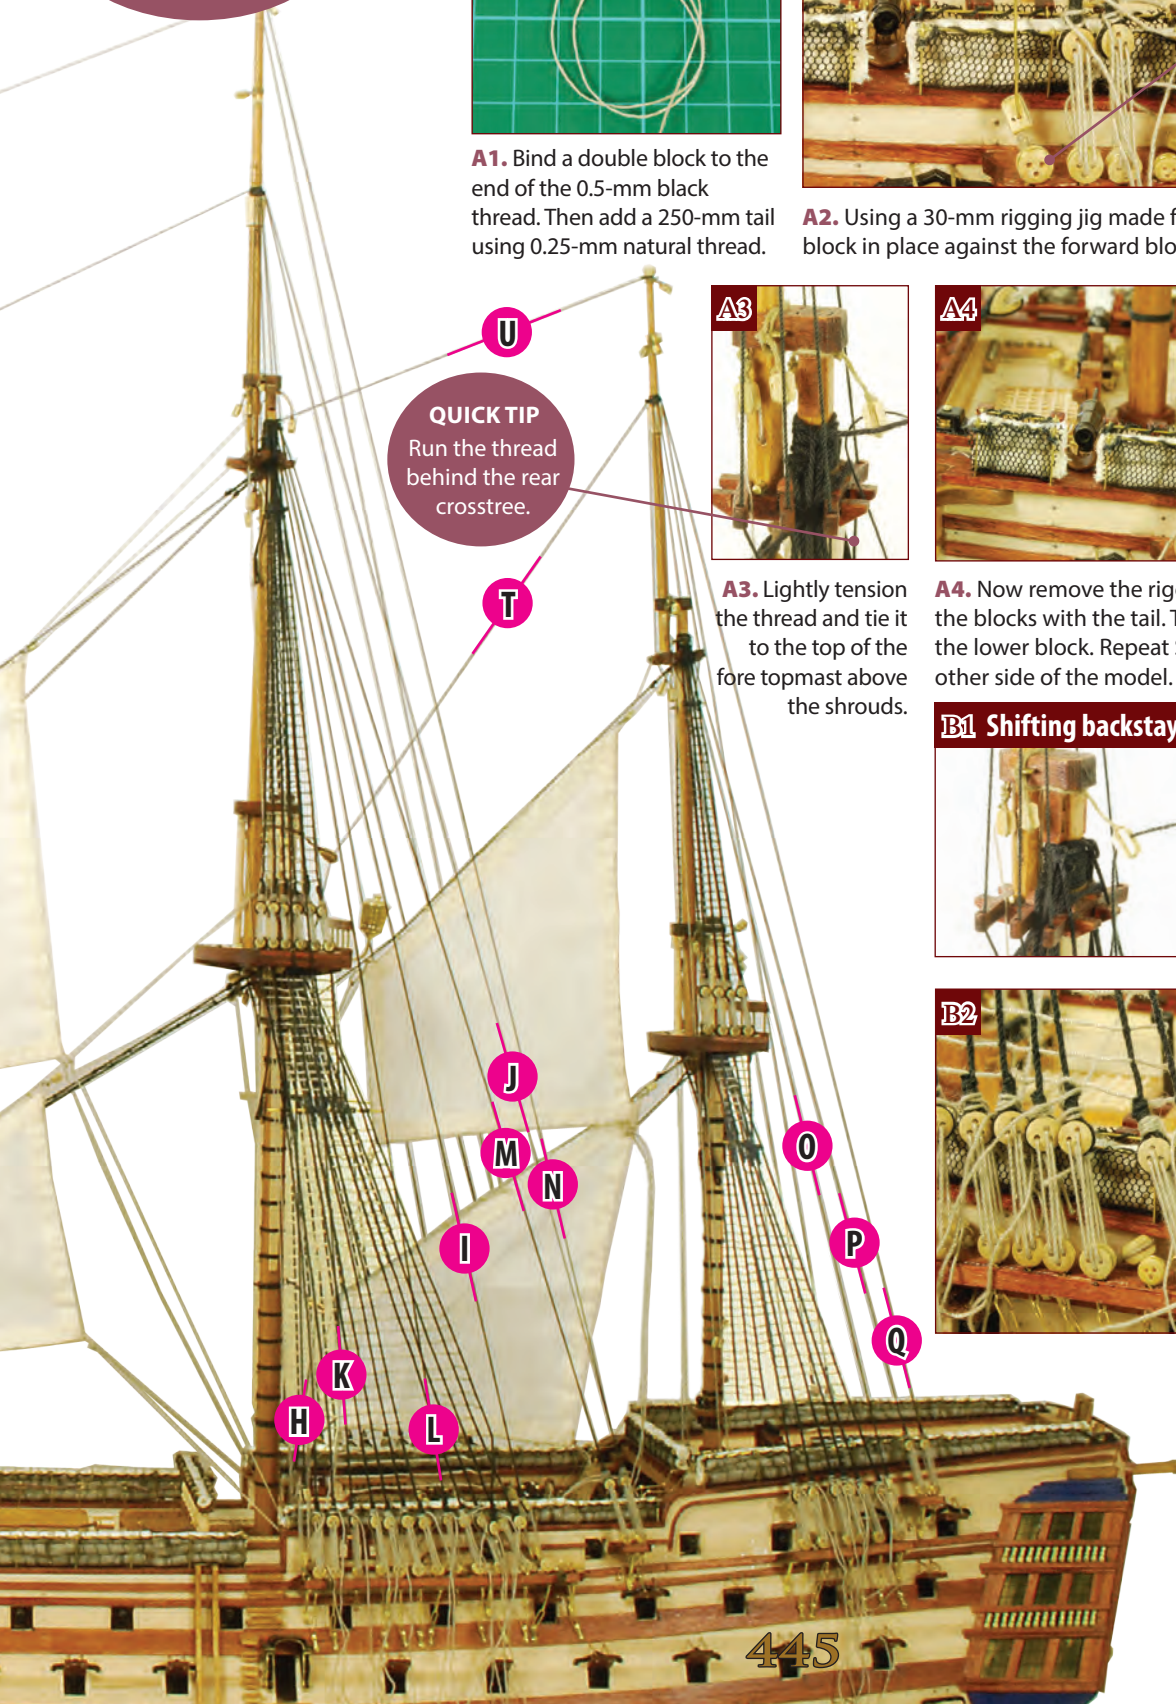 A1. Bind a double block to the
end of the 0.5-mm black
thread. Then add a 250-mm tail
using 0.25-mm natural thread.
A2. Using a 30-mm rigging jig made
block in place against the forward
U
QUICK TIP
Run the thread
behind the rear
crosstree.
T
A3
A3. Lightly tension
the thread and tie it
to the top of the
fore topmast above
the shrouds.
A4
A4. Now remove the
the blocks with the tail.
the lower block. Repeat
other side of the model.
B1 Shifting
B2
J
M
N
I
O
P
Q
K
H
L
445